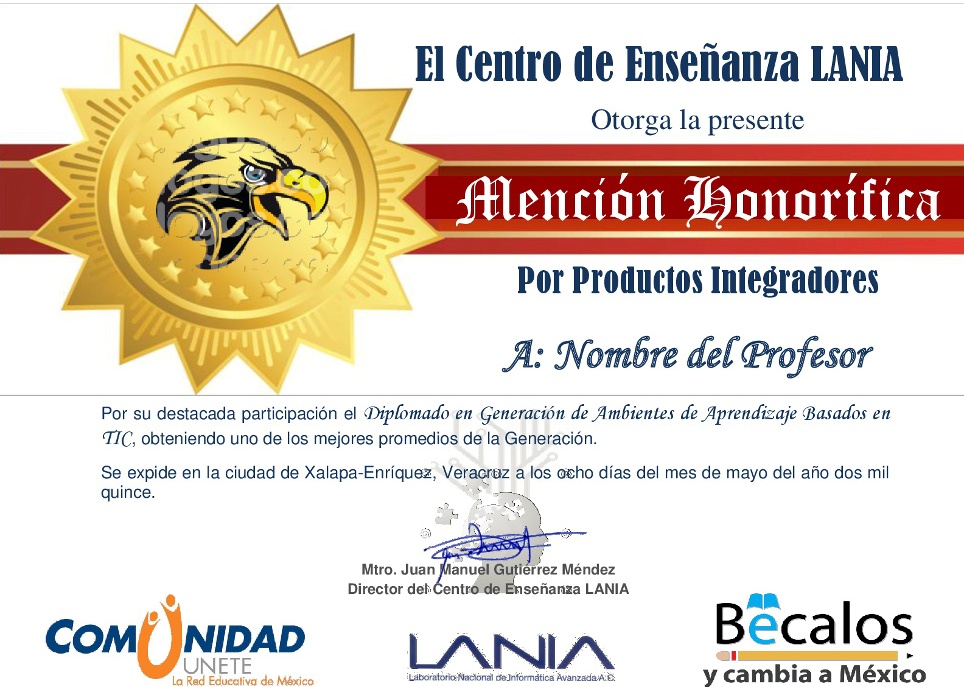 El Centro de Enseñanza LANIA
Otorga la presente
Mención Honorífica
Por Productos Integradores
A: Nombre del Profesor
Por su destacada participación el Diplomado en Generación de Ambientes de Aprendizaje Basados en
TIC, obteniendo uno de los mejores promedios de la Generación.
Se expide en la ciudad de Xalapa-Enríquez, Veracruz a los ocho días del mes de mayo del año dos mil
quince.
Mtro. Juan Manuel Gutiérrez Méndez
Director del Centro de Enseñanza LANIA
COMUNIDAD
UNETE
La Red Educativa de México
LANIA
Laboratorio Nacional de Informática Avanzada A.C.
Bécalos
y cambia a México